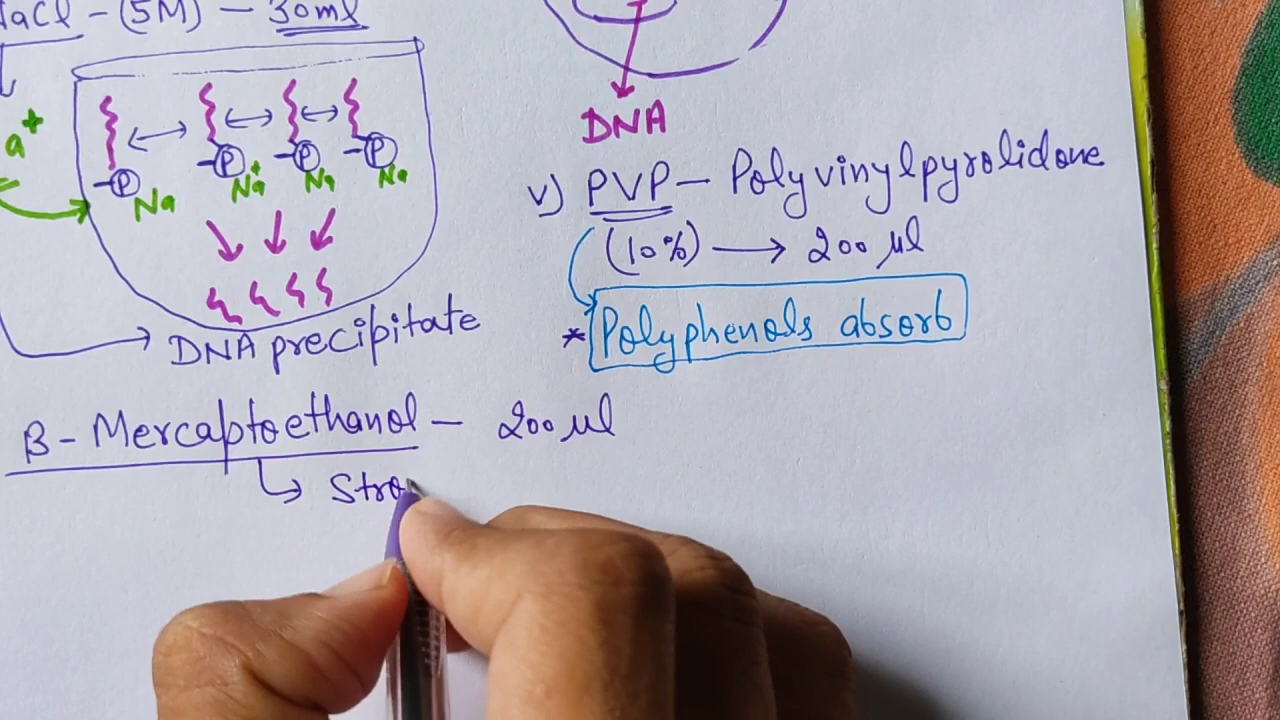 NaCl - (5M) - 30ml
a+
P Na
P Na+
P Na
P Na
DNA precipitate
B - Mercaptoethanol - 200 µl
Stro
DNA
v) PVP - Polyvinylpyrolidone
(10%) → 200 µl
* Polyphenols absorb